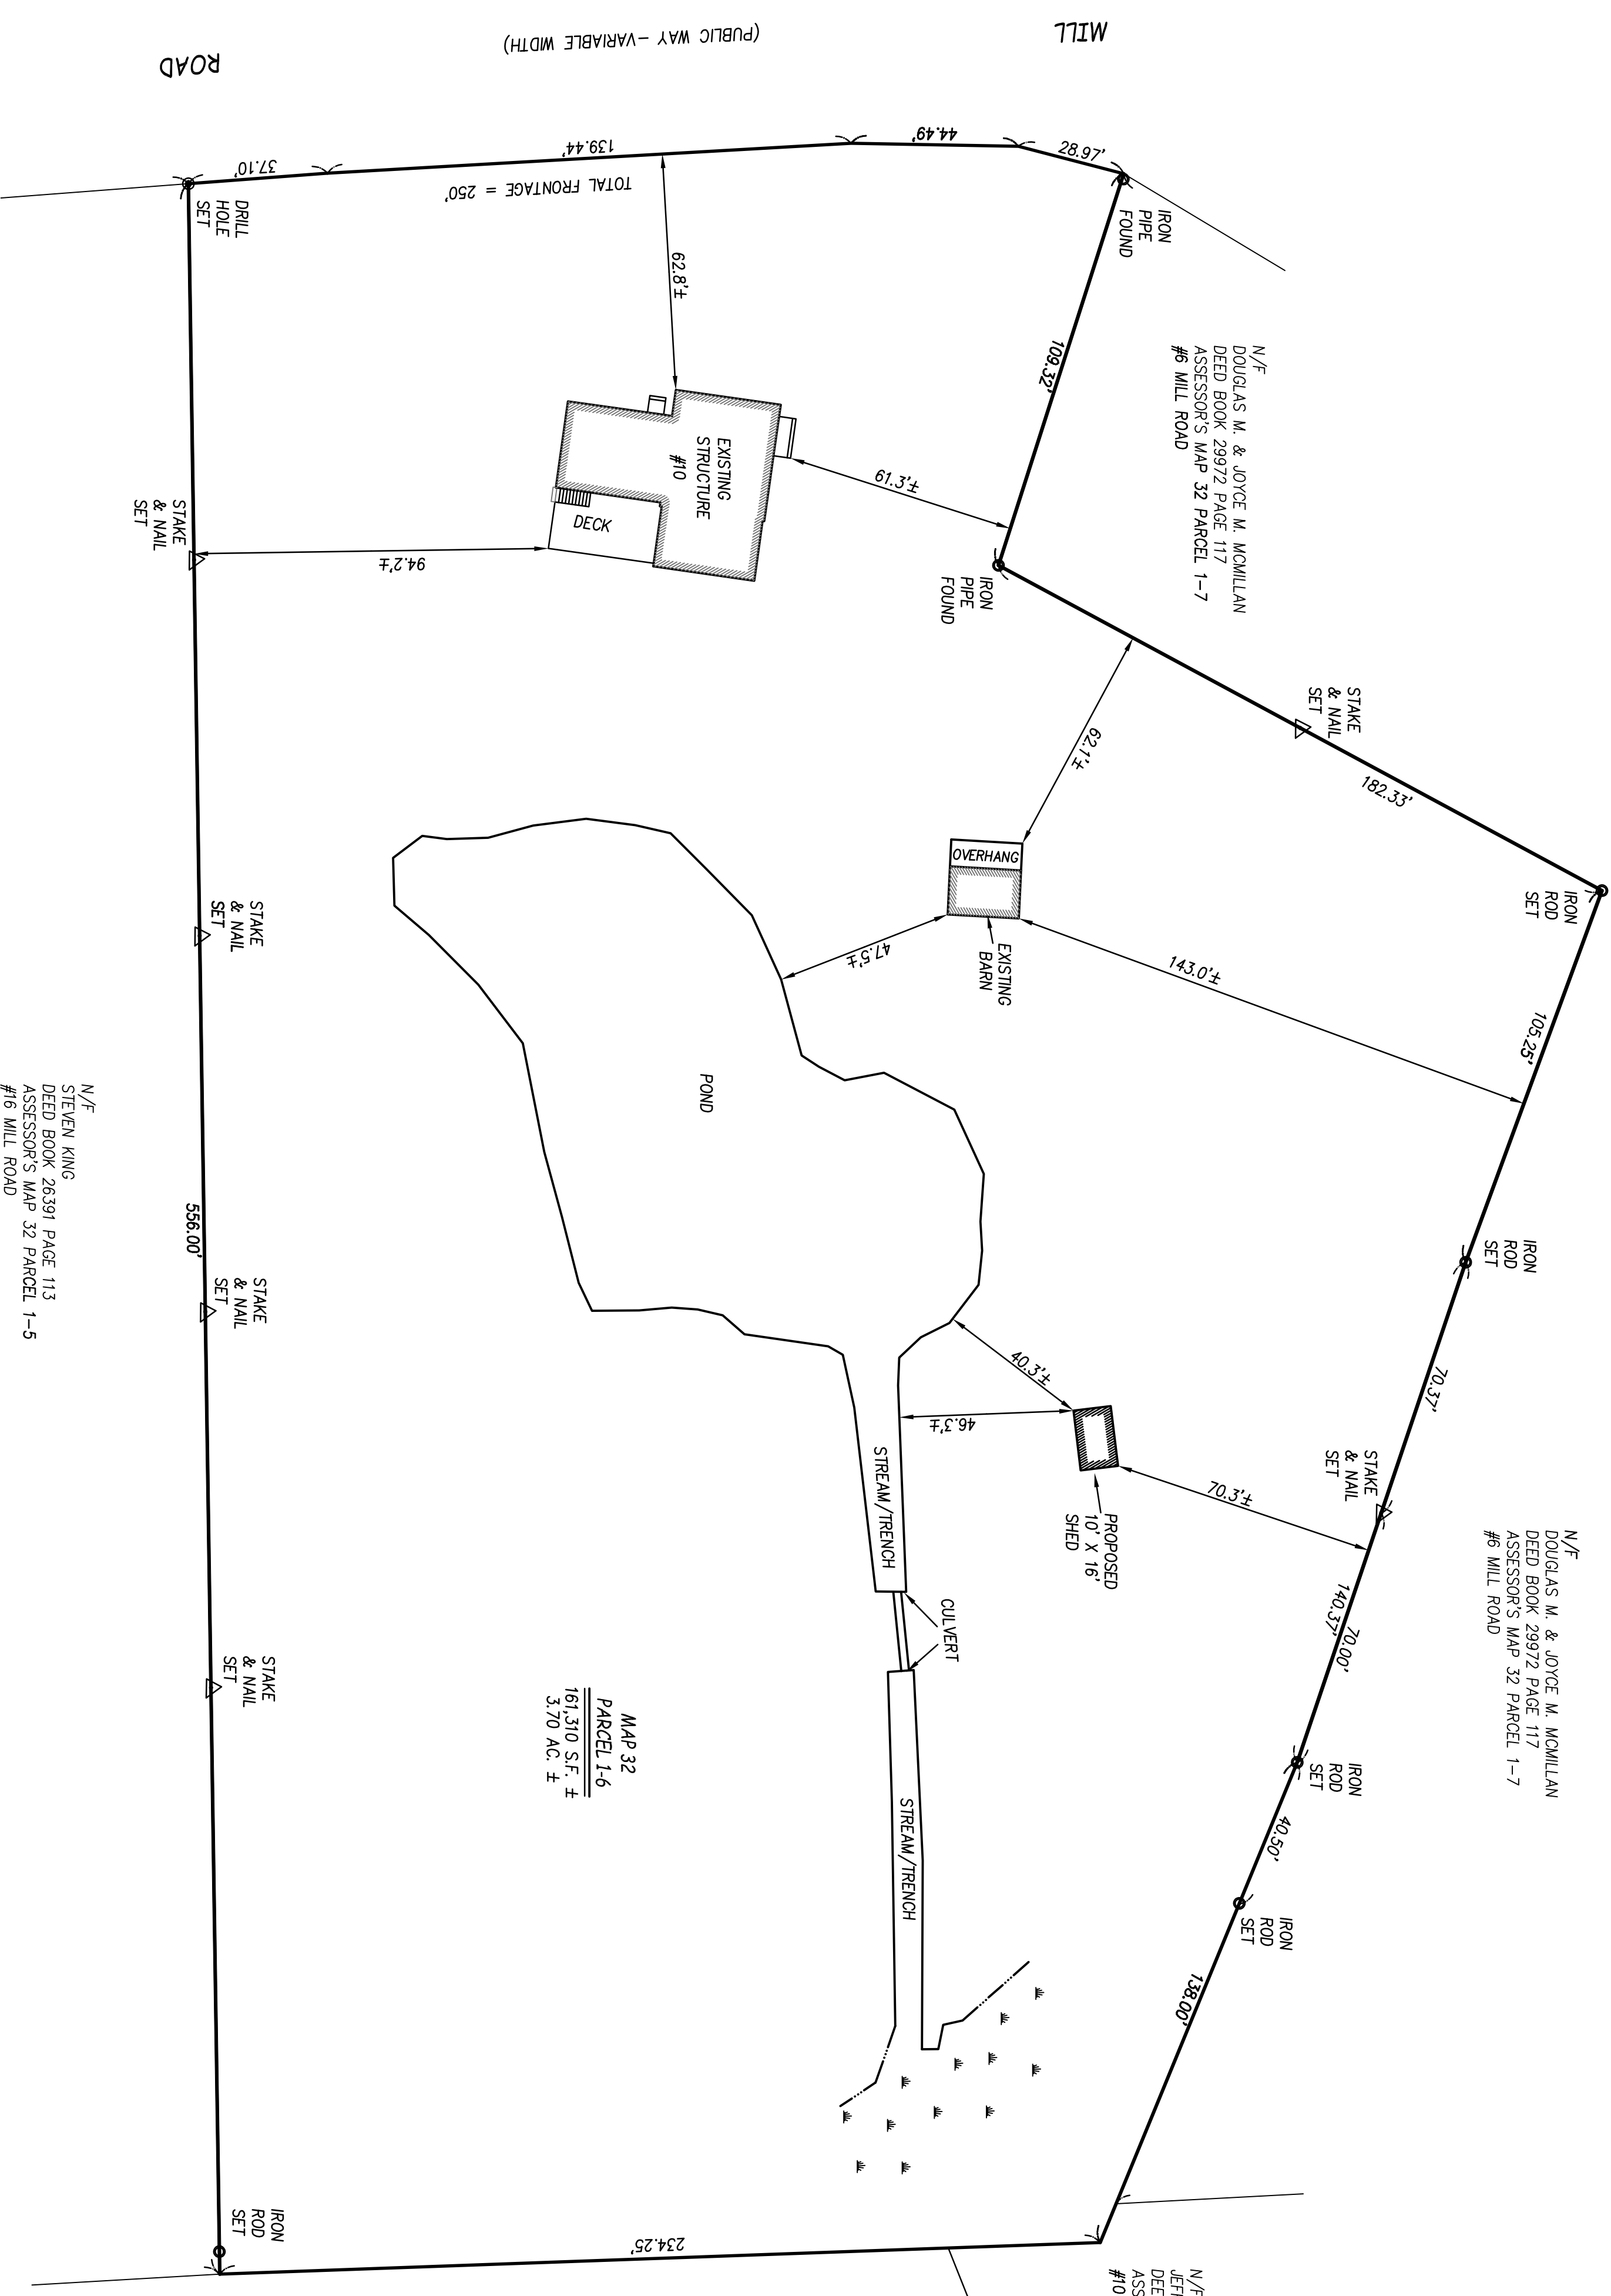 MILL
(PUBLIC WAY -VARIABLE WIDTH)
ROAD
28.97'
44.49'
139.44'
37.10'
TOTAL FRONTAGE = 250'
DRILL
HOLE
SET
IRON
PIPE
FOUND
62.8'±
109.32'
N/F
DOUGLAS M. & JOYCE M. MCMILLAN
DEED BOOK 29972 PAGE 117
ASSESSOR'S MAP 32 PARCEL 1-7
#6 MILL ROAD
EXISTING
STRUCTURE
#10
DECK
61.3'±
94.2'±
STAKE
& NAIL
SET
IRON
PIPE
FOUND
STAKE
& NAIL
SET
182.33'
62.1'±
OVERHANG
EXISTING
BARN
47.5'±
143.0'±
IRON
ROD
SET
105.25'
STAKE
& NAIL
SET
POND
N/F
STEVEN KING
DEED BOOK 26391 PAGE 113
ASSESSOR'S MAP 32 PARCEL 1-5
#16 MILL ROAD
556.00'
STAKE
& NAIL
SET
IRON
ROD
SET
40.3'±
46.3'±
70.37'
STAKE
& NAIL
SET
70.3'±
PROPOSED
10' X 16'
SHED
STREAM/TRENCH
CULVERT
N/F
DOUGLAS M. & JOYCE M. MCMILLAN
DEED BOOK 29972 PAGE 117
ASSESSOR'S MAP 32 PARCEL 1-7
#6 MILL ROAD
70.00'
140.37'
STAKE
& NAIL
SET
MAP 32
PARCEL 1-6
161,310 S.F. ±
3.70 AC. ±
IRON
ROD
SET
40.50'
STREAM/TRENCH
IRON
ROD
SET
138.00'
IRON
ROD
SET
234.25'
N/F